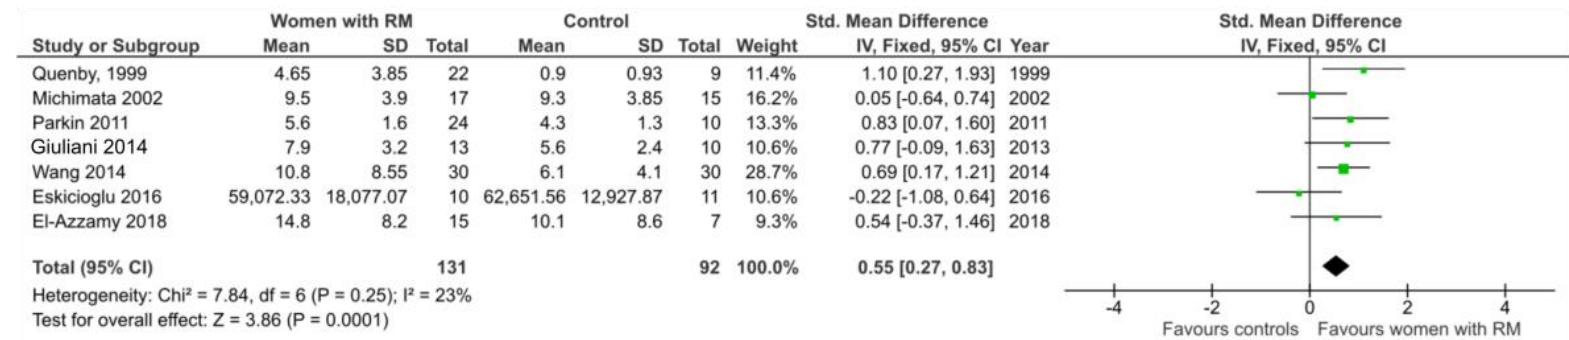 Women with RM Control Std. Mean Difference Std. Mean Difference
Study or Subgroup Mean SD Total Mean SD Total Weight IV, Fixed, 95% CI Year IV, Fixed, 95% CI
Quenby, 1999 4.65 3.85 22 0.9 0.93 9 11.4% 1.10 [0.27, 1.93] 1999
Michimata 2002 9.5 3.9 17 9.3 3.85 15 16.2% 0.05 [-0.64, 0.74] 2002
Parkin 2011 5.6 1.6 24 4.3 1.3 10 13.3% 0.83 [0.07, 1.60] 2011
Giuliani 2014 7.9 3.2 13 5.6 2.4 10 10.6% 0.77 [-0.09, 1.63] 2013
Wang 2014 10.8 8.55 30 6.1 4.1 30 28.7% 0.69 [0.17, 1.21] 2014
Eskicioglu 2016 59,072.33 18,077.07 10 62,651.56 12,927.87 11 10.6% -0.22 [-1.08, 0.64] 2016
El-Azzamy 2018 14.8 8.2 15 10.1 8.6 7 9.3% 0.54 [-0.37, 1.46] 2018
Total (95% CI) 131 92 100.0% 0.55 [0.27, 0.83]
Heterogeneity: Chi² = 7.84, df = 6 (P = 0.25); I² = 23%
Test for overall effect: Z = 3.86 (P = 0.0001)
-4 -2 0 2 4
Favours controls Favours women with RM